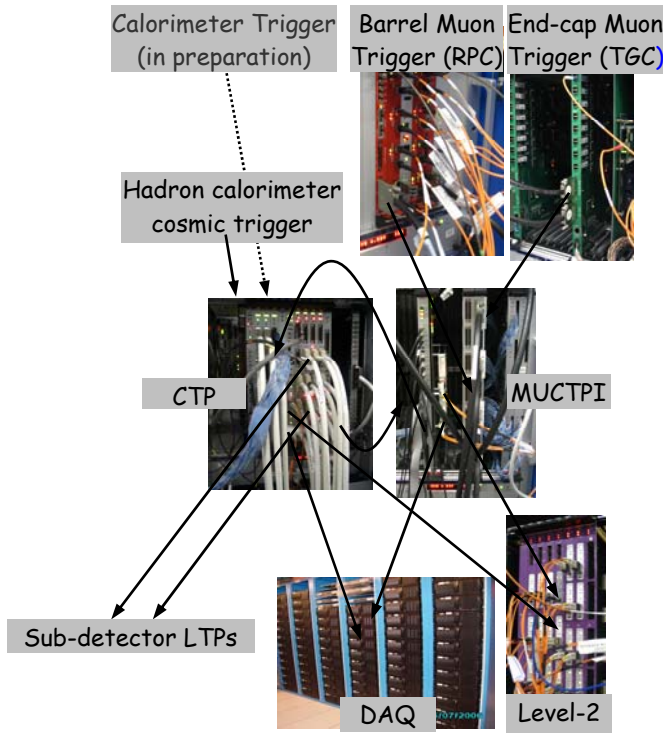 Calorimeter Trigger
(in preparation)
Barrel Muon
Trigger (RPC)
End-cap Muon
Trigger (TGC)
Hadron calorimeter
cosmic trigger
CTP
MUCTPI
Sub-detector LTPs
DAQ
Level-2